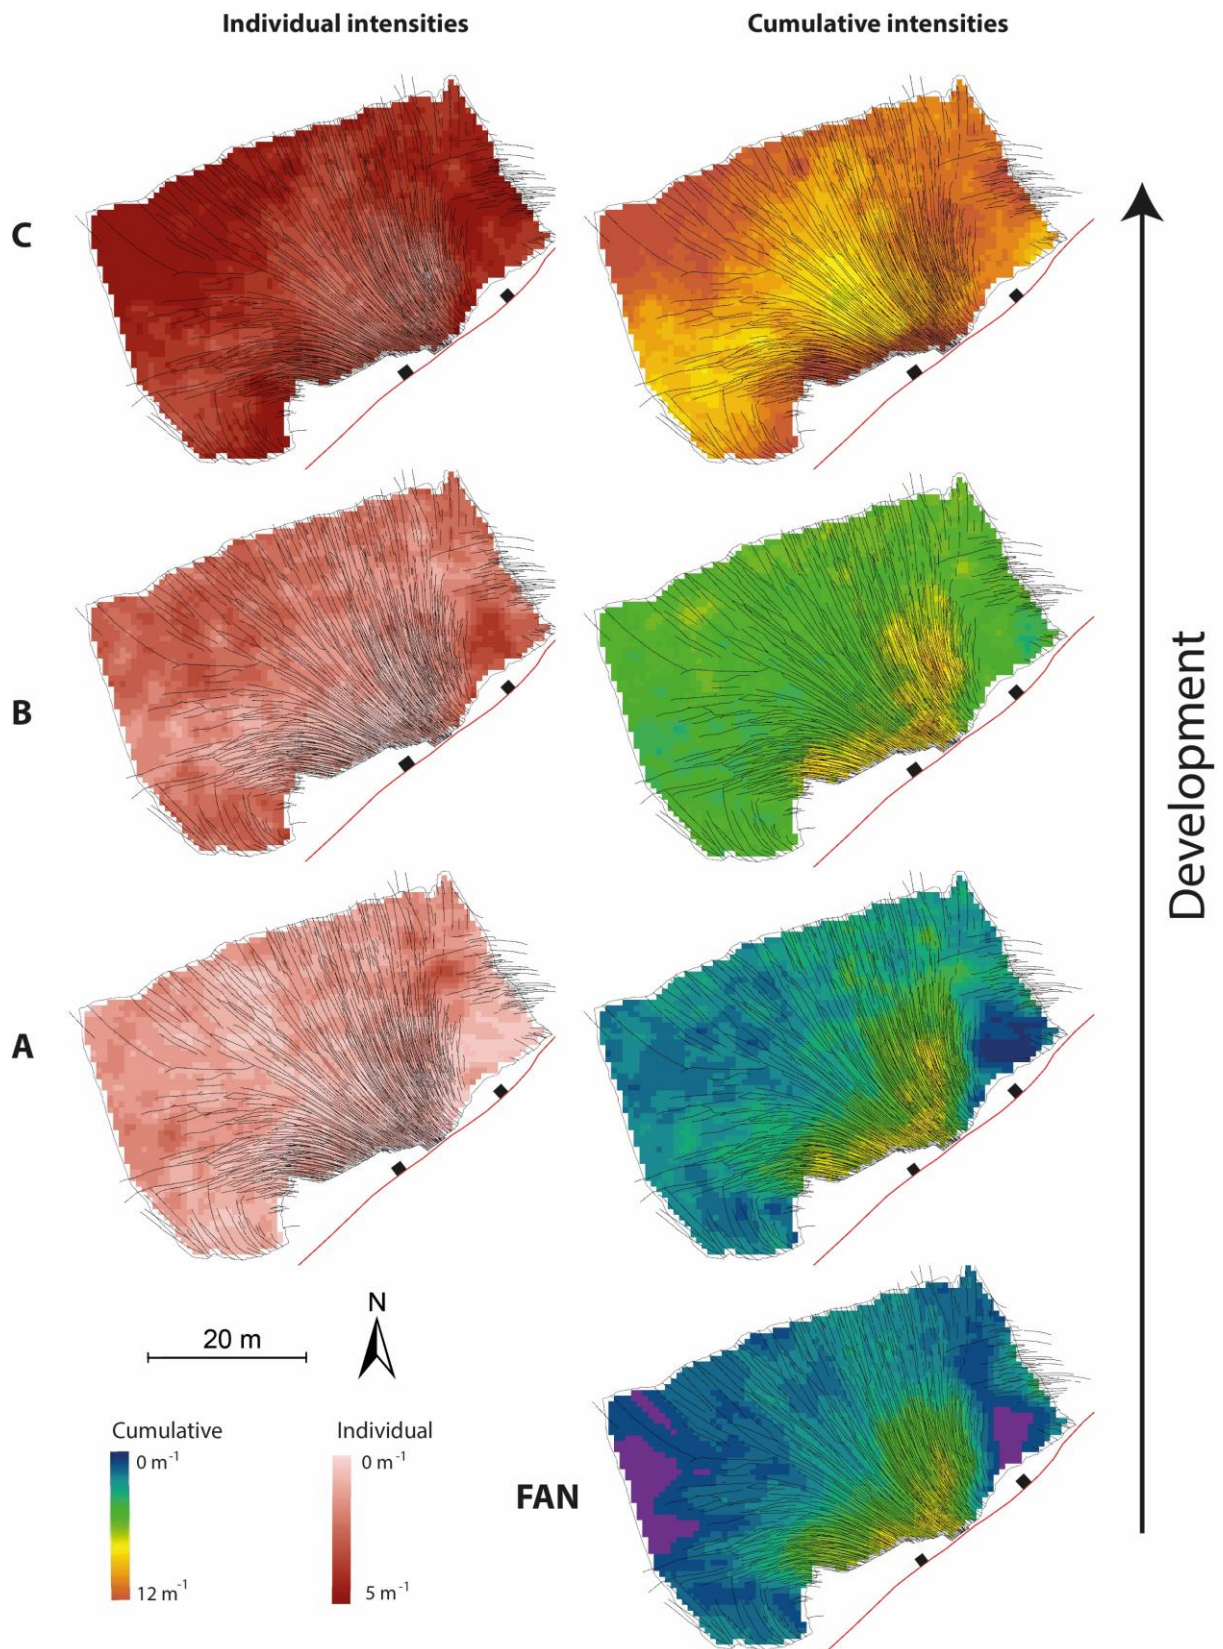 Individual intensities
Cumulative intensities
C
B
A
Development
N
20 m
Cumulative
0 m⁻¹
12 m⁻¹
Individual
0 m⁻¹
5 m⁻¹
FAN